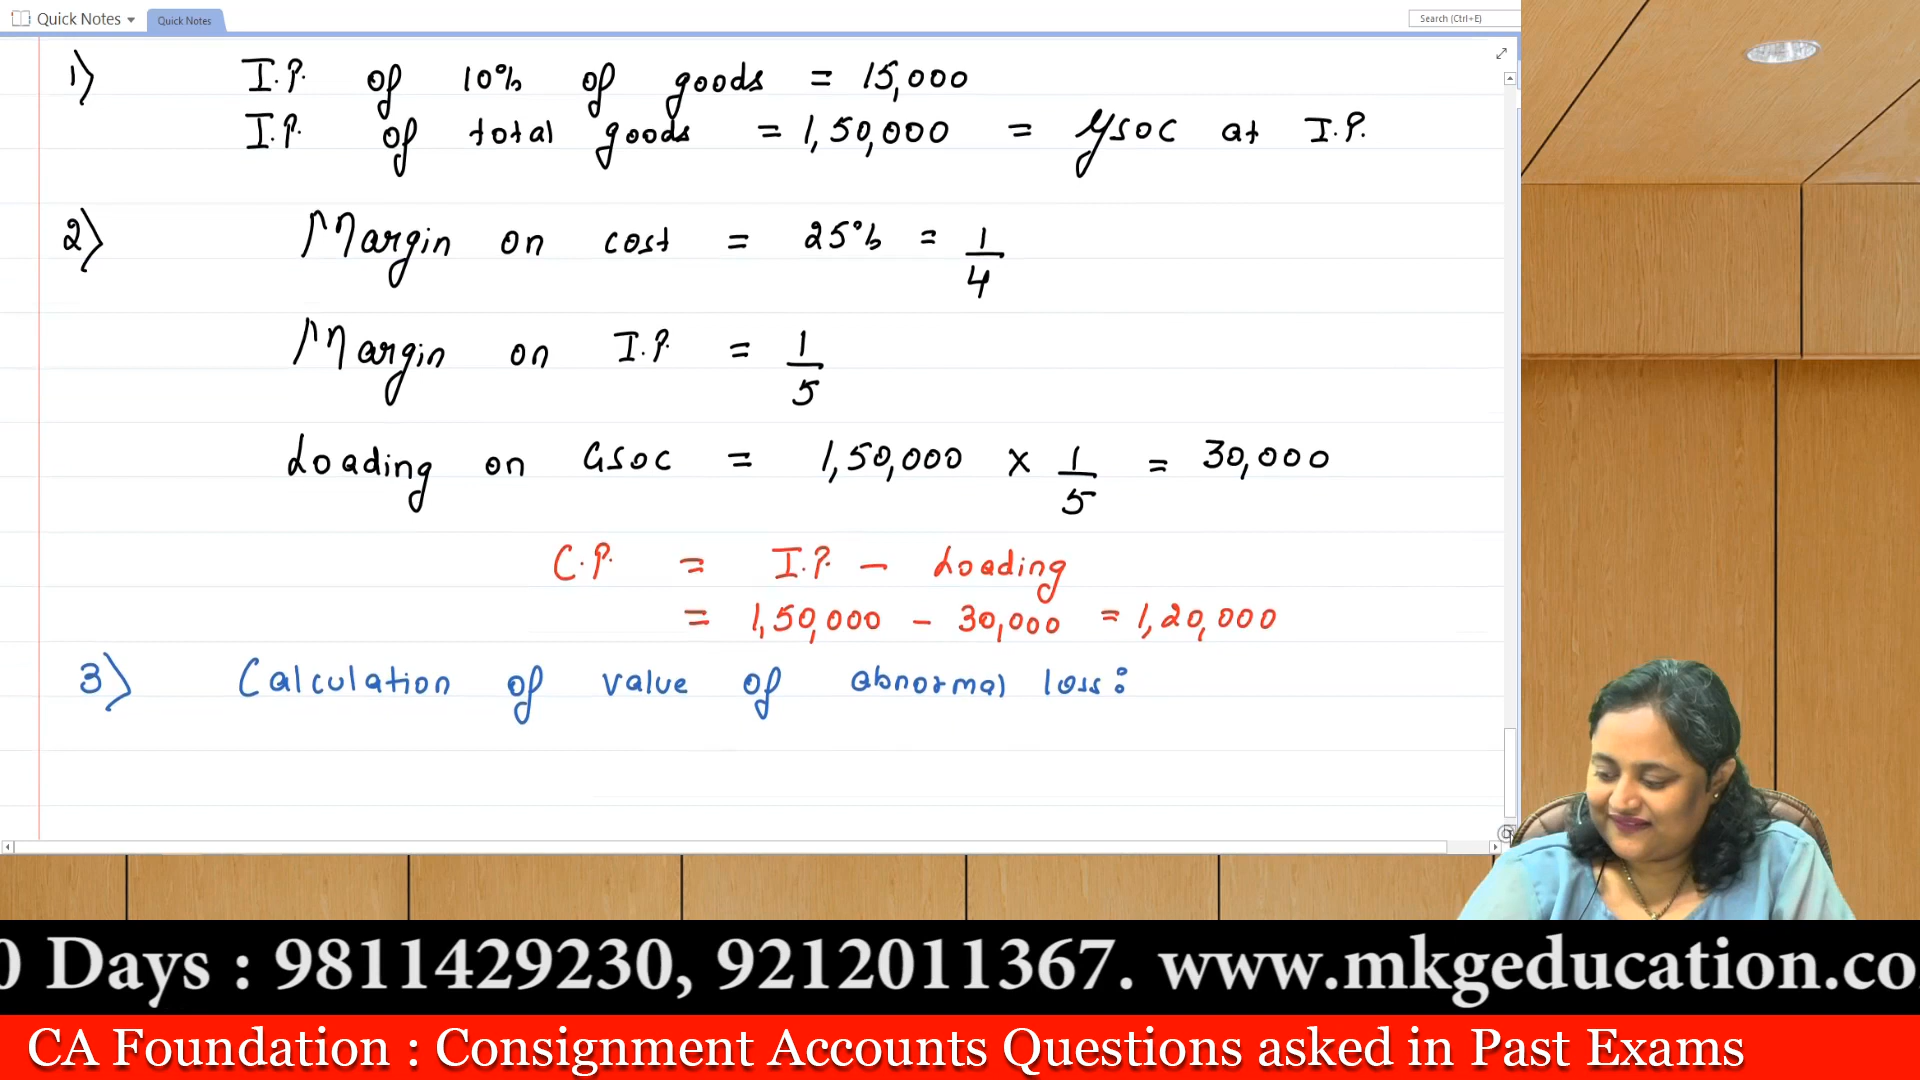 Quick Notes
Quick Notes
Search (Ctrl+E)
1) I.P. of 10% of goods = 15,000
I.P. of total goods = 1,50,000 = GSOC at I.P.
2) Margin on cost = 25% = 1/4
Margin on I.P. = 1/5
Loading on GSOC = 1,50,000 × 1/5 = 30,000
C.P. = I.P. - Loading
= 1,50,000 - 30,000 = 1,20,000
3) Calculation of value of abnormal loss:
0 Days : 9811429230, 9212011367. www.mkgeducation.co
CA Foundation : Consignment Accounts Questions asked in Past Exams